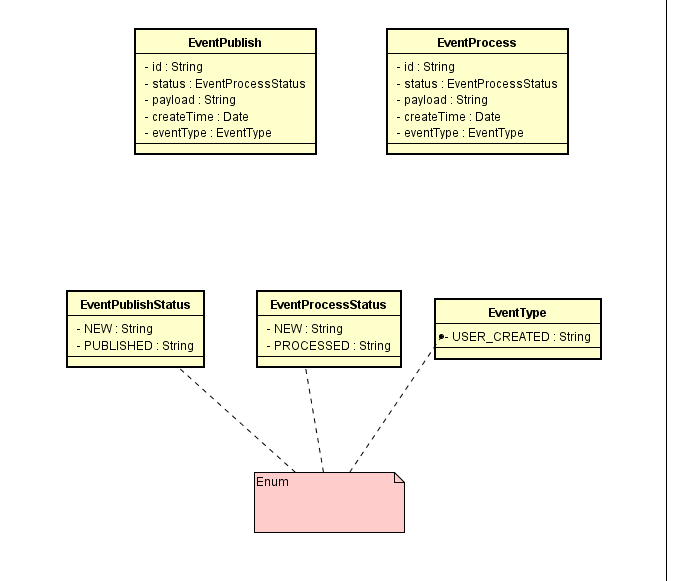 EventPublish
- id : String
- status : EventProcessStatus
- payload : String
- createTime : Date
- eventType : EventType
EventProcess
- id : String
- status : EventProcessStatus
- payload : String
- createTime : Date
- eventType : EventType
EventPublishStatus
- NEW : String
- PUBLISHED : String
EventProcessStatus
- NEW : String
- PROCESSED : String
EventType
- USER_CREATED : String
Enum